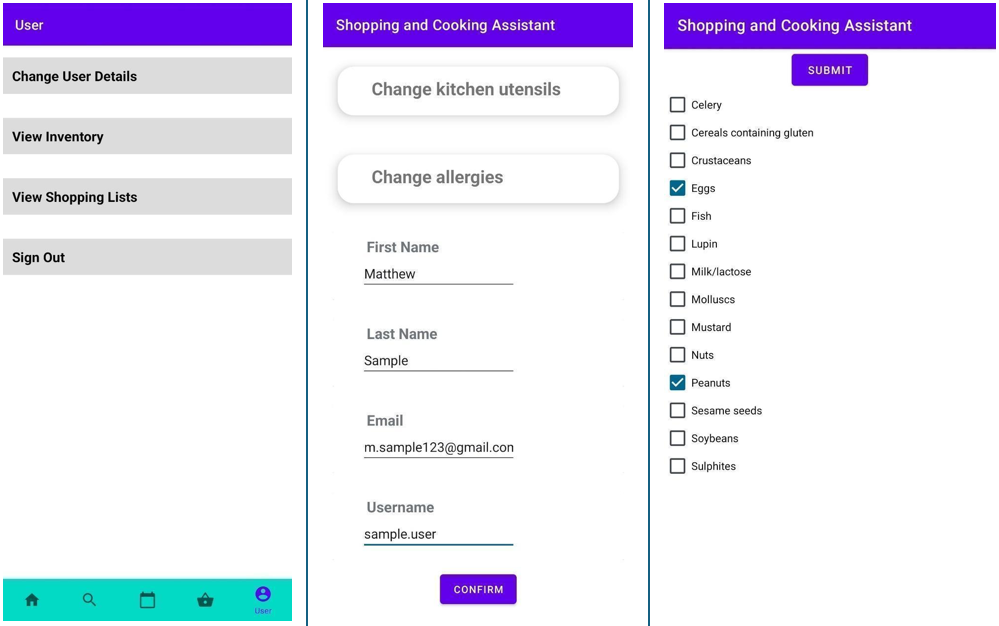 User
Change User Details
View Inventory
View Shopping Lists
Sign Out
User
Shopping and Cooking Assistant
Change kitchen utensils
Change allergies
First Name
Matthew
Last Name
Sample
Email
m.sample123@gmail.con
Username
sample.user
CONFIRM
Shopping and Cooking Assistant
SUBMIT
Celery
Cereals containing gluten
Crustaceans
Eggs
Fish
Lupin
Milk/lactose
Molluscs
Mustard
Nuts
Peanuts
Sesame seeds
Soybeans
Sulphites